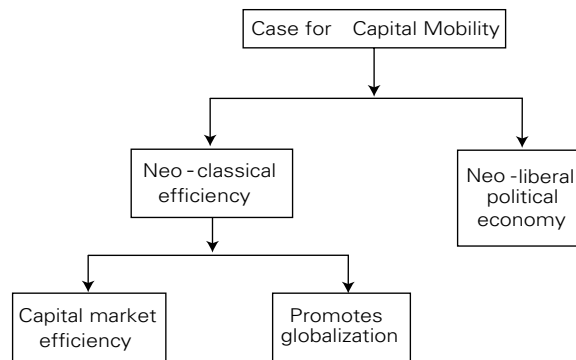 Case for Capital Mobility
Neo-classical
efficiency
Neo-liberal
political
economy
Capital market
efficiency
Promotes
globalization